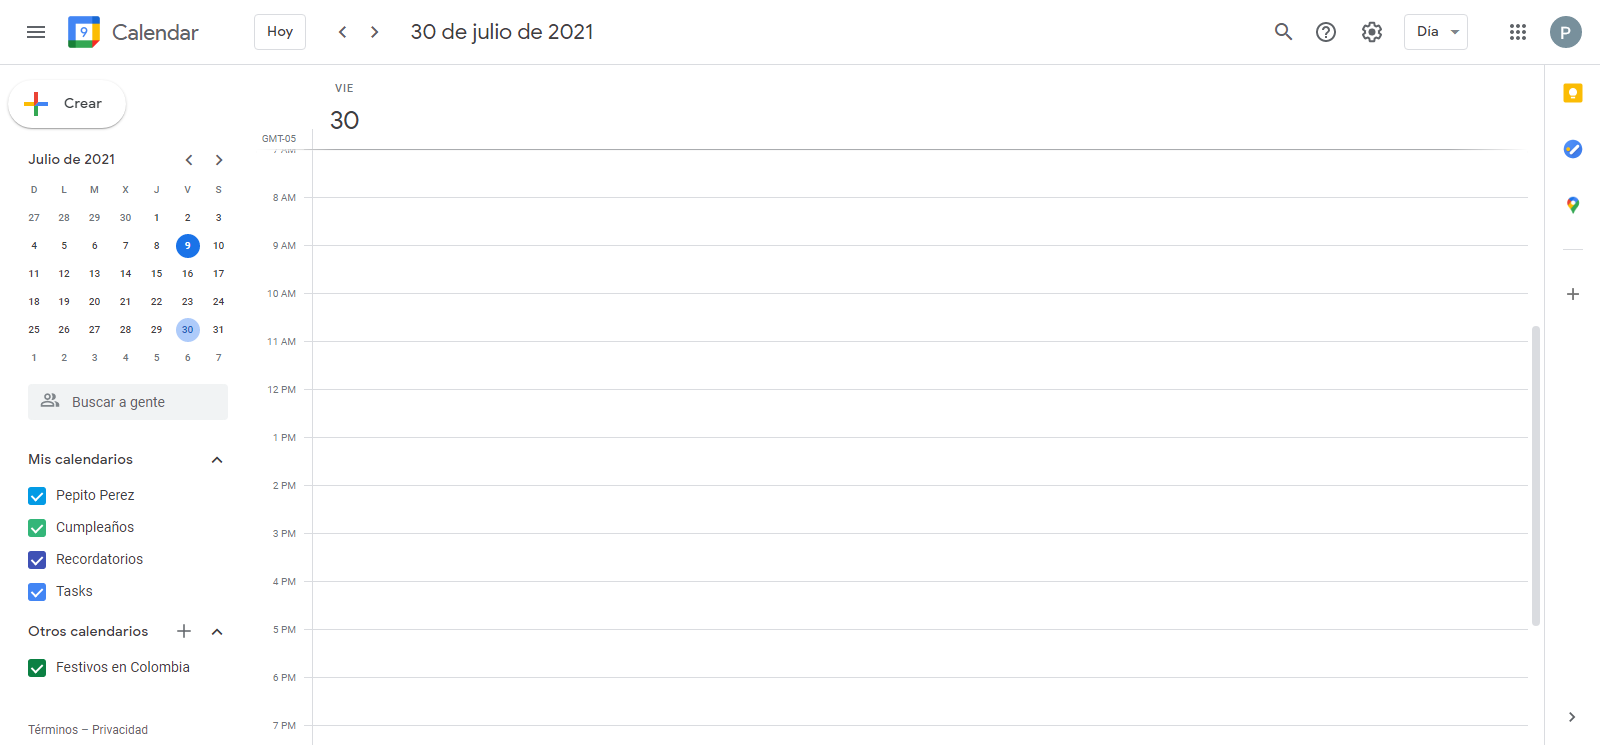 9 Calendar Hoy 30 de julio de 2021 Día P
Crear
VIE
30
GMT-05
Julio de 2021
D L M X J V S
27 28 29 30 1 2 3
4 5 6 7 8 9 10
11 12 13 14 15 16 17
18 19 20 21 22 23 24
25 26 27 28 29 30 31
1 2 3 4 5 6 7
Buscar a gente
Mis calendarios
Pepito Perez
Cumpleaños
Recordatorios
Tasks
Otros calendarios
Festivos en Colombia
Términos – Privacidad
7 AM
8 AM
9 AM
10 AM
11 AM
12 PM
1 PM
2 PM
3 PM
4 PM
5 PM
6 PM
7 PM